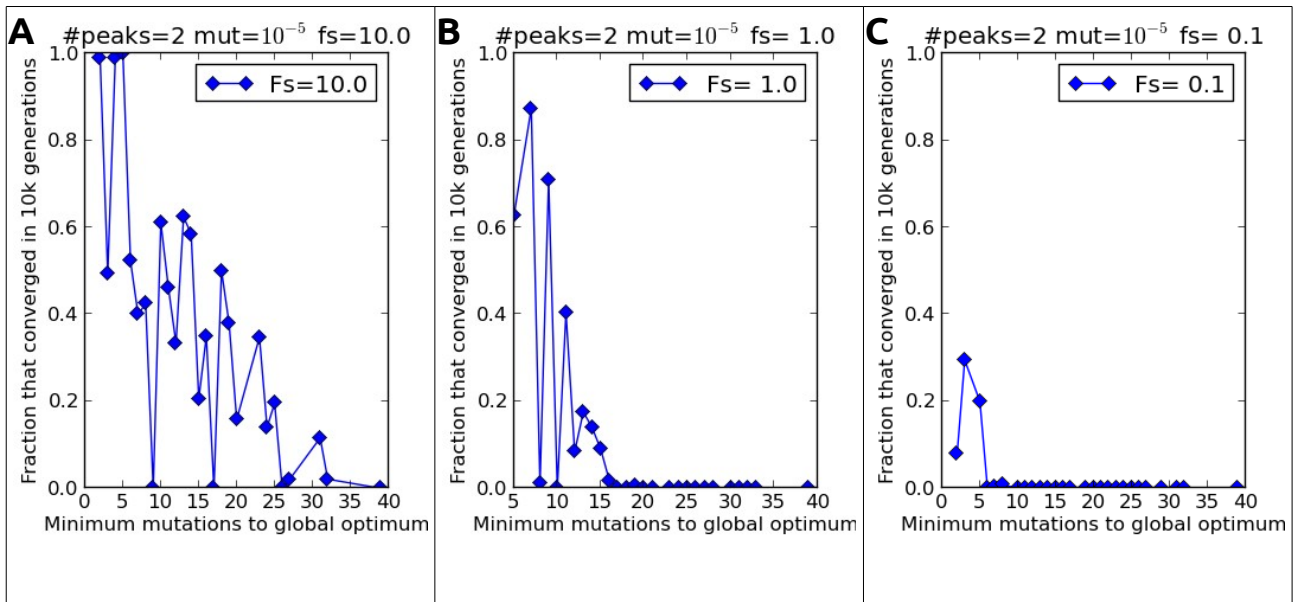 A
#peaks=2 mut=10⁻⁵ fs=10.0
Fs=10.0
Fraction that converged in 10k generations
1.0
0.8
0.6
0.4
0.2
0.0
0 5 10 15 20 25 30 35 40
Minimum mutations to global optimum
B
#peaks=2 mut=10⁻⁵ fs= 1.0
Fs= 1.0
Fraction that converged in 10k generations
1.0
0.8
0.6
0.4
0.2
0.0
5 10 15 20 25 30 35 40
Minimum mutations to global optimum
C
#peaks=2 mut=10⁻⁵ fs= 0.1
Fs= 0.1
Fraction that converged in 10k generations
1.0
0.8
0.6
0.4
0.2
0.0
0 5 10 15 20 25 30 35 40
Minimum mutations to global optimum